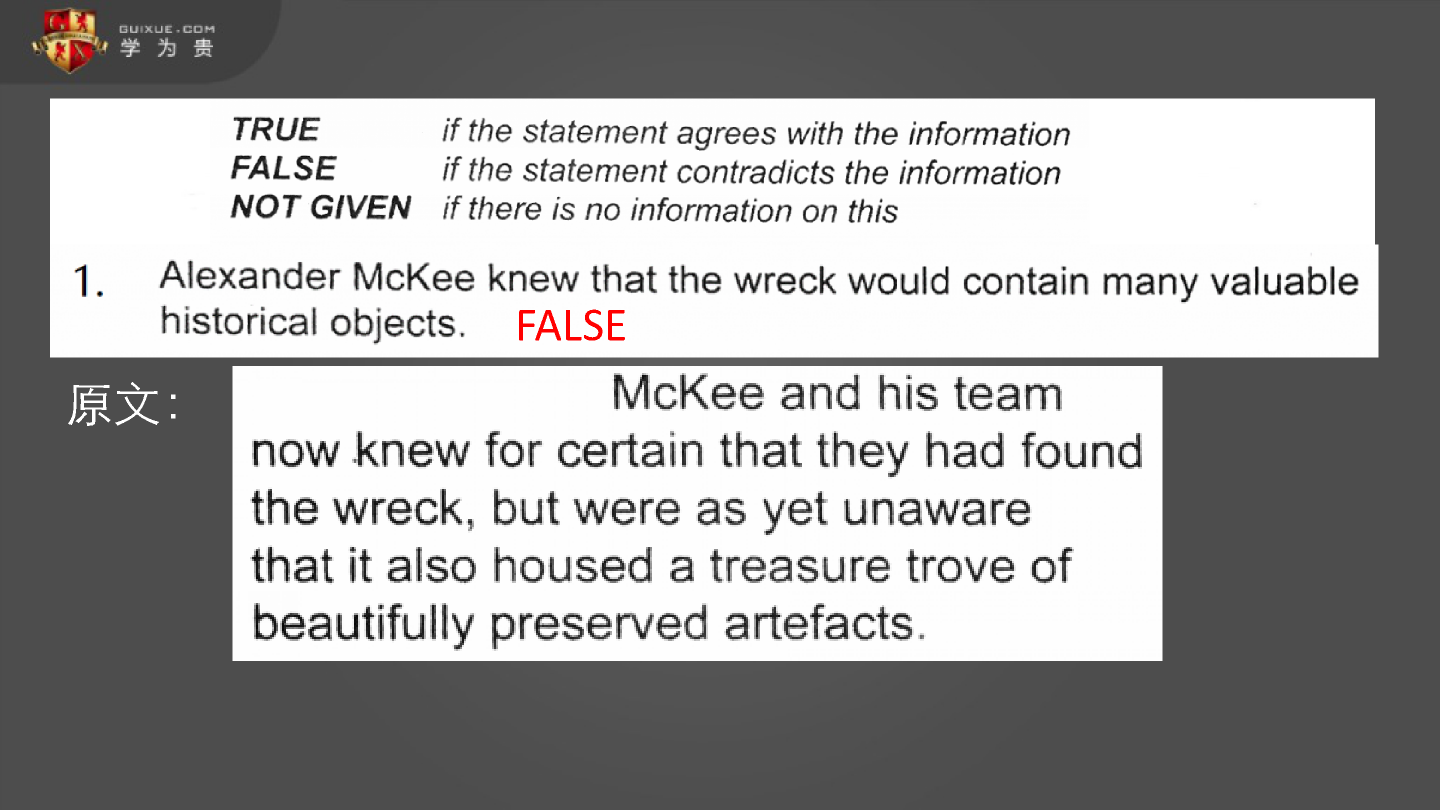 GUIXUE.COM
学为贵
TRUE if the statement agrees with the information
FALSE if the statement contradicts the information
NOT GIVEN if there is no information on this
1. Alexander McKee knew that the wreck would contain many valuable
historical objects. FALSE
原文：
McKee and his team
now knew for certain that they had found
the wreck, but were as yet unaware
that it also housed a treasure trove of
beautifully preserved artefacts.